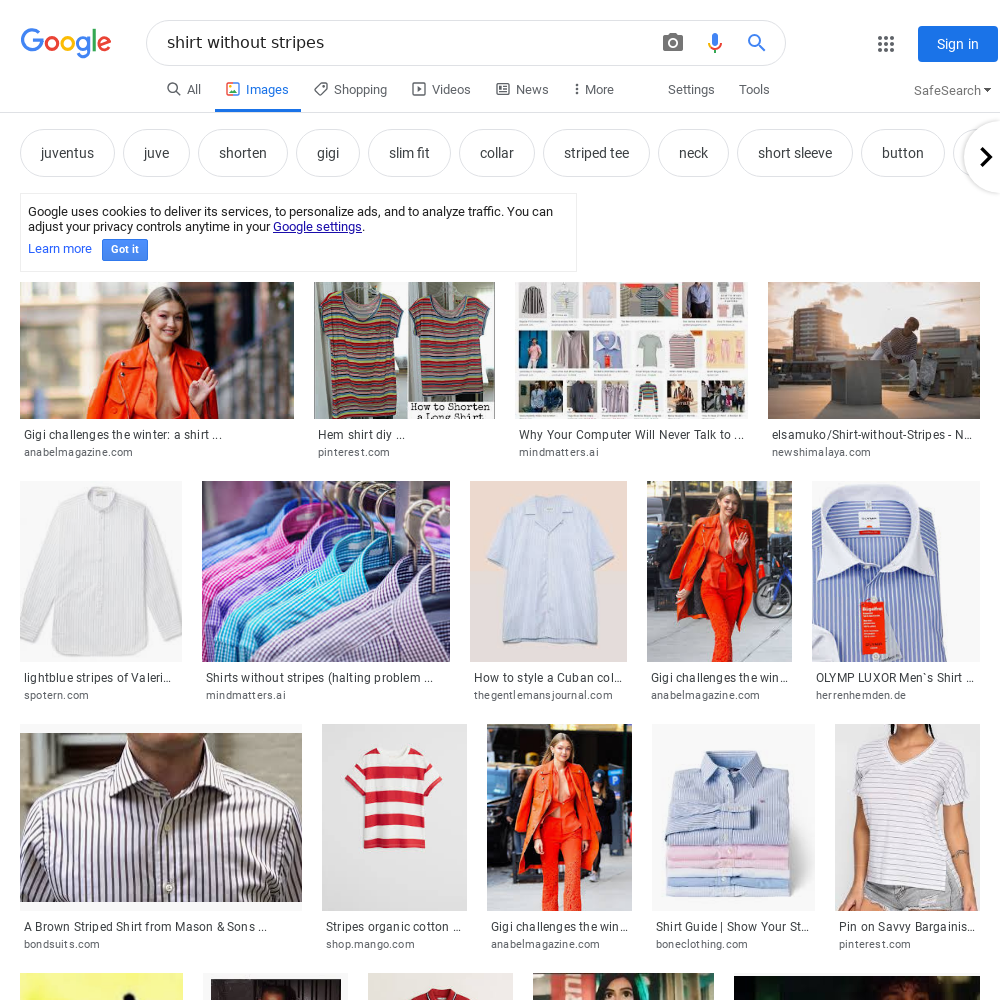 Google
shirt without stripes
Sign in
All
Images
Shopping
Videos
News
More
Settings
Tools
SafeSearch
juventus
juve
shorten
gigi
slim fit
collar
striped tee
neck
short sleeve
button
Google uses cookies to deliver its services, to personalize ads, and to analyze traffic. You can
adjust your privacy controls anytime in your Google settings.
Learn more
Got it
How to Shorten
a Long Shirt
Gigi challenges the winter: a shirt ...
anabelmagazine.com
Hem shirt diy ...
pinterest.com
Why Your Computer Will Never Talk to ...
mindmatters.ai
elsamuko/Shirt-without-Stripes - N...
newshimalaya.com
lightblue stripes of Valeri...
spotern.com
Shirts without stripes (halting problem ...
mindmatters.ai
How to style a Cuban col...
thegentlemansjournal.com
Gigi challenges the win...
anabelmagazine.com
OLYMP LUXOR Men`s Shirt ...
herrenhemden.de
A Brown Striped Shirt from Mason & Sons ...
bondsuits.com
Stripes organic cotton ...
shop.mango.com
Gigi challenges the win...
anabelmagazine.com
Shirt Guide | Show Your St...
boneclothing.com
Pin on Savvy Bargainis...
pinterest.com